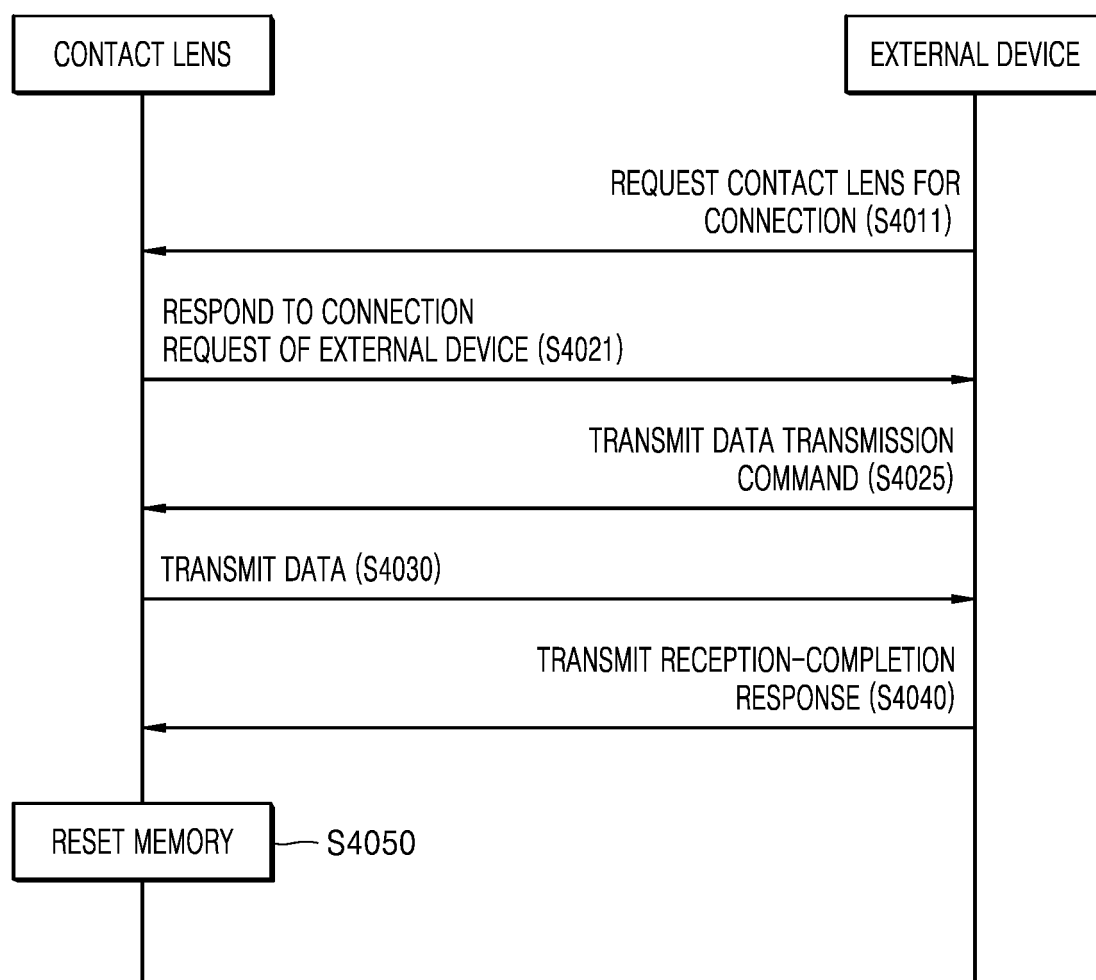 CONTACT LENS
EXTERNAL DEVICE
REQUEST CONTACT LENS FOR
CONNECTION (S4011)
RESPOND TO CONNECTION
REQUEST OF EXTERNAL DEVICE (S4021)
TRANSMIT DATA TRANSMISSION
COMMAND (S4025)
TRANSMIT DATA (S4030)
TRANSMIT RECEPTION-COMPLETION
RESPONSE (S4040)
RESET MEMORY
S4050